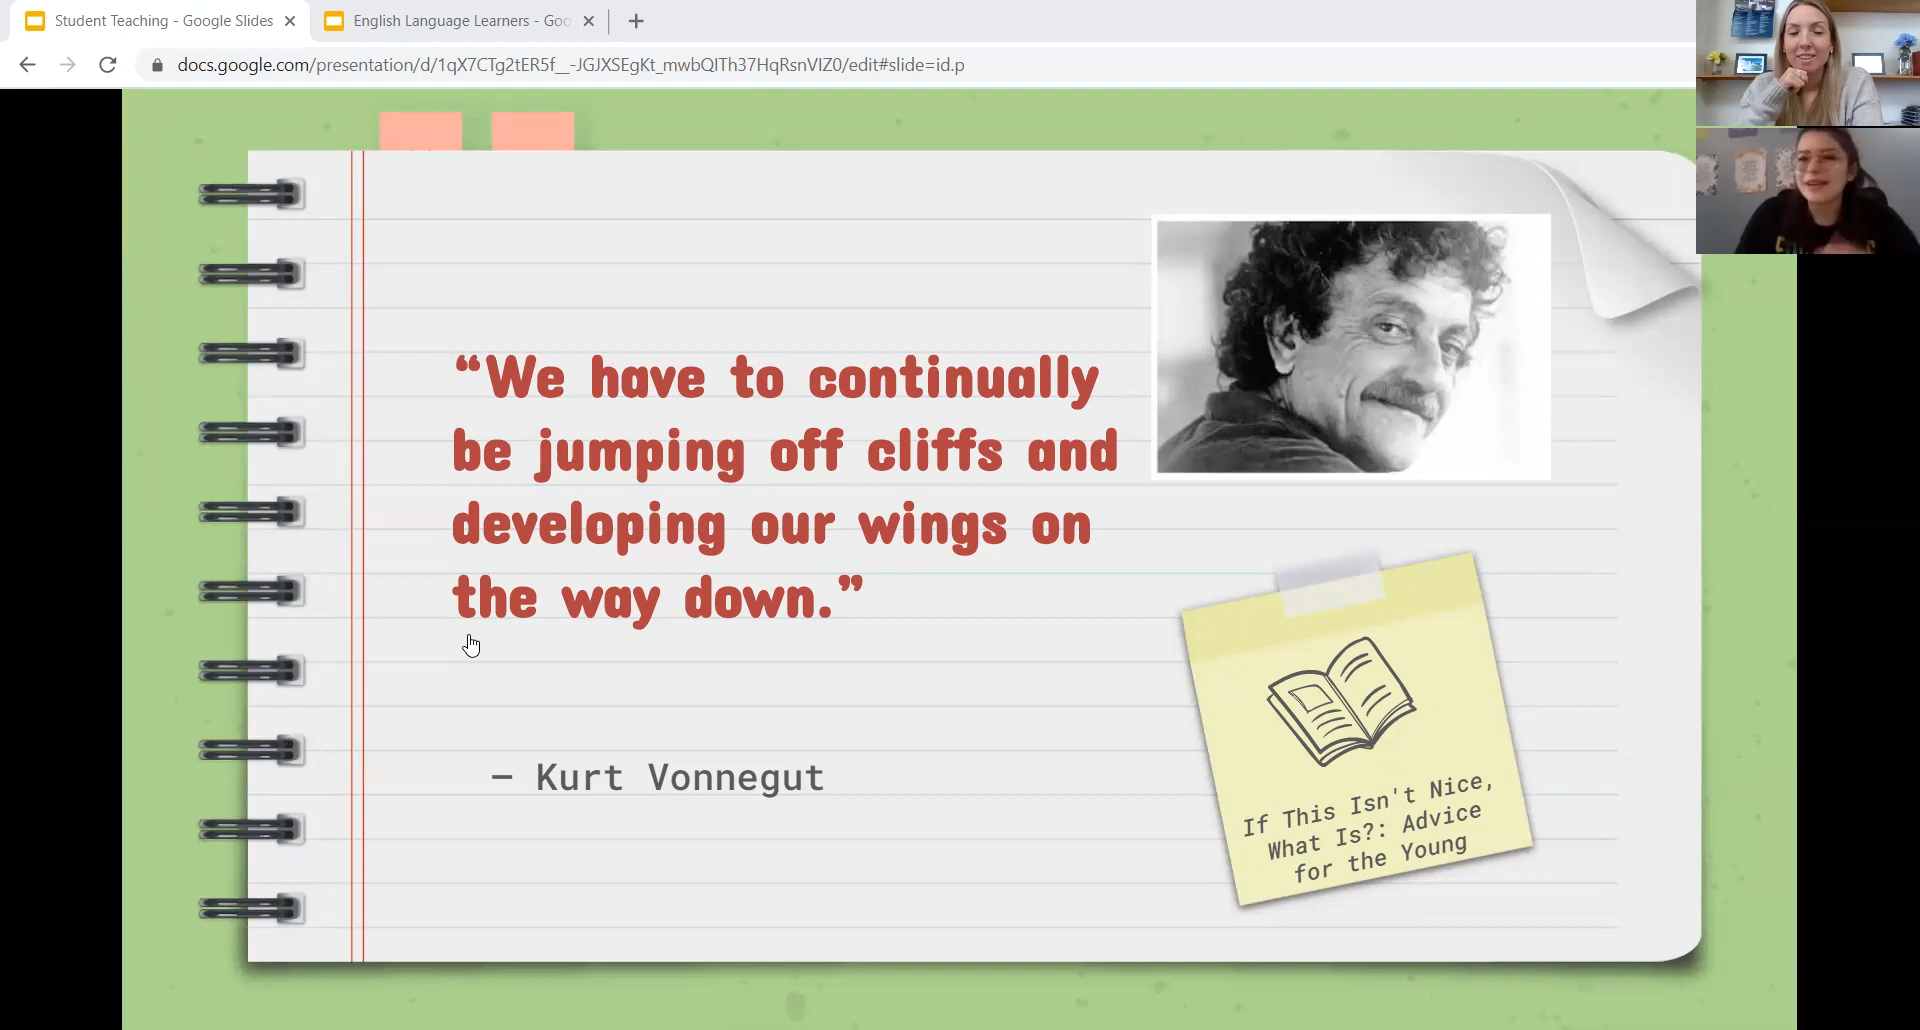 Student Teaching - Google Slides
English Language Learners - Goo
docs.google.com/presentation/d/1qX7CTg2tER5f__-JGJXSEgKt_mwbQITh37HqRsnVIZ0/edit#slide=id.p
“We have to continually
be jumping off cliffs and
developing our wings on
the way down.”
– Kurt Vonnegut
If This Isn't Nice,
What Is?: Advice
for the Young